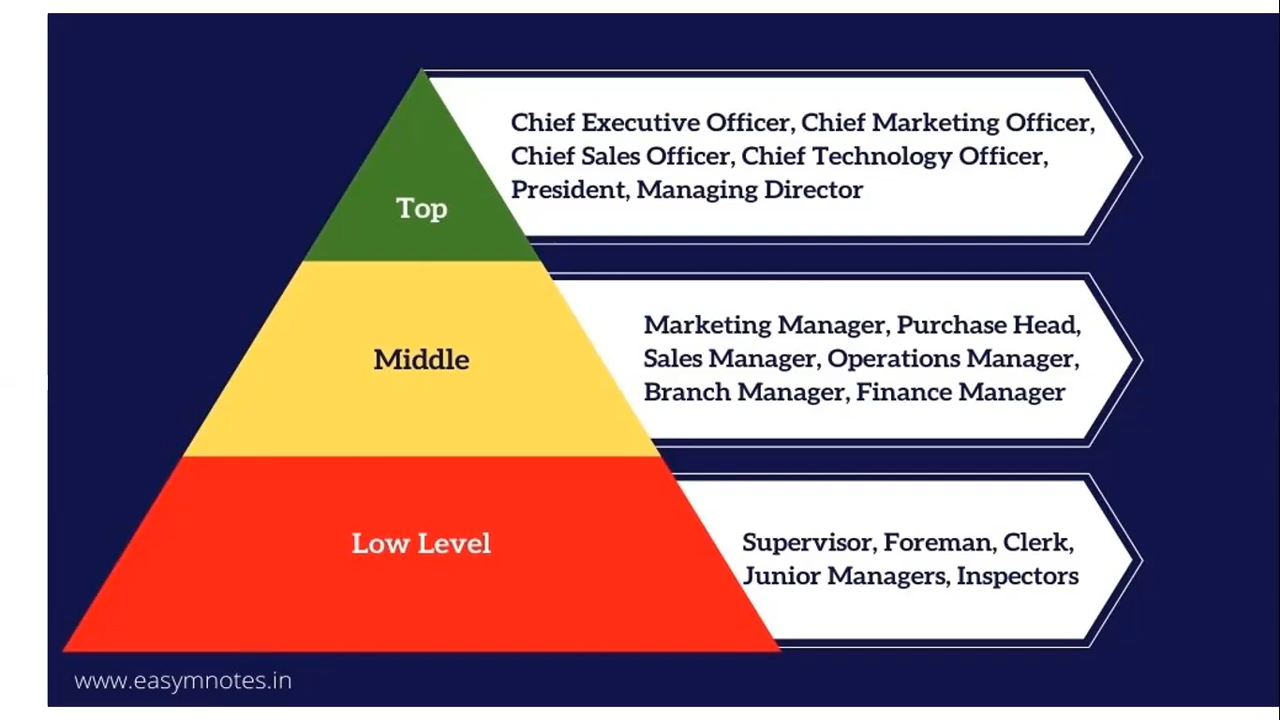 Chief Executive Officer, Chief Marketing Officer,
Chief Sales Officer, Chief Technology Officer,
President, Managing Director
Top
Marketing Manager, Purchase Head,
Sales Manager, Operations Manager,
Branch Manager, Finance Manager
Middle
Supervisor, Foreman, Clerk,
Junior Managers, Inspectors
Low Level
www.easymnotes.in